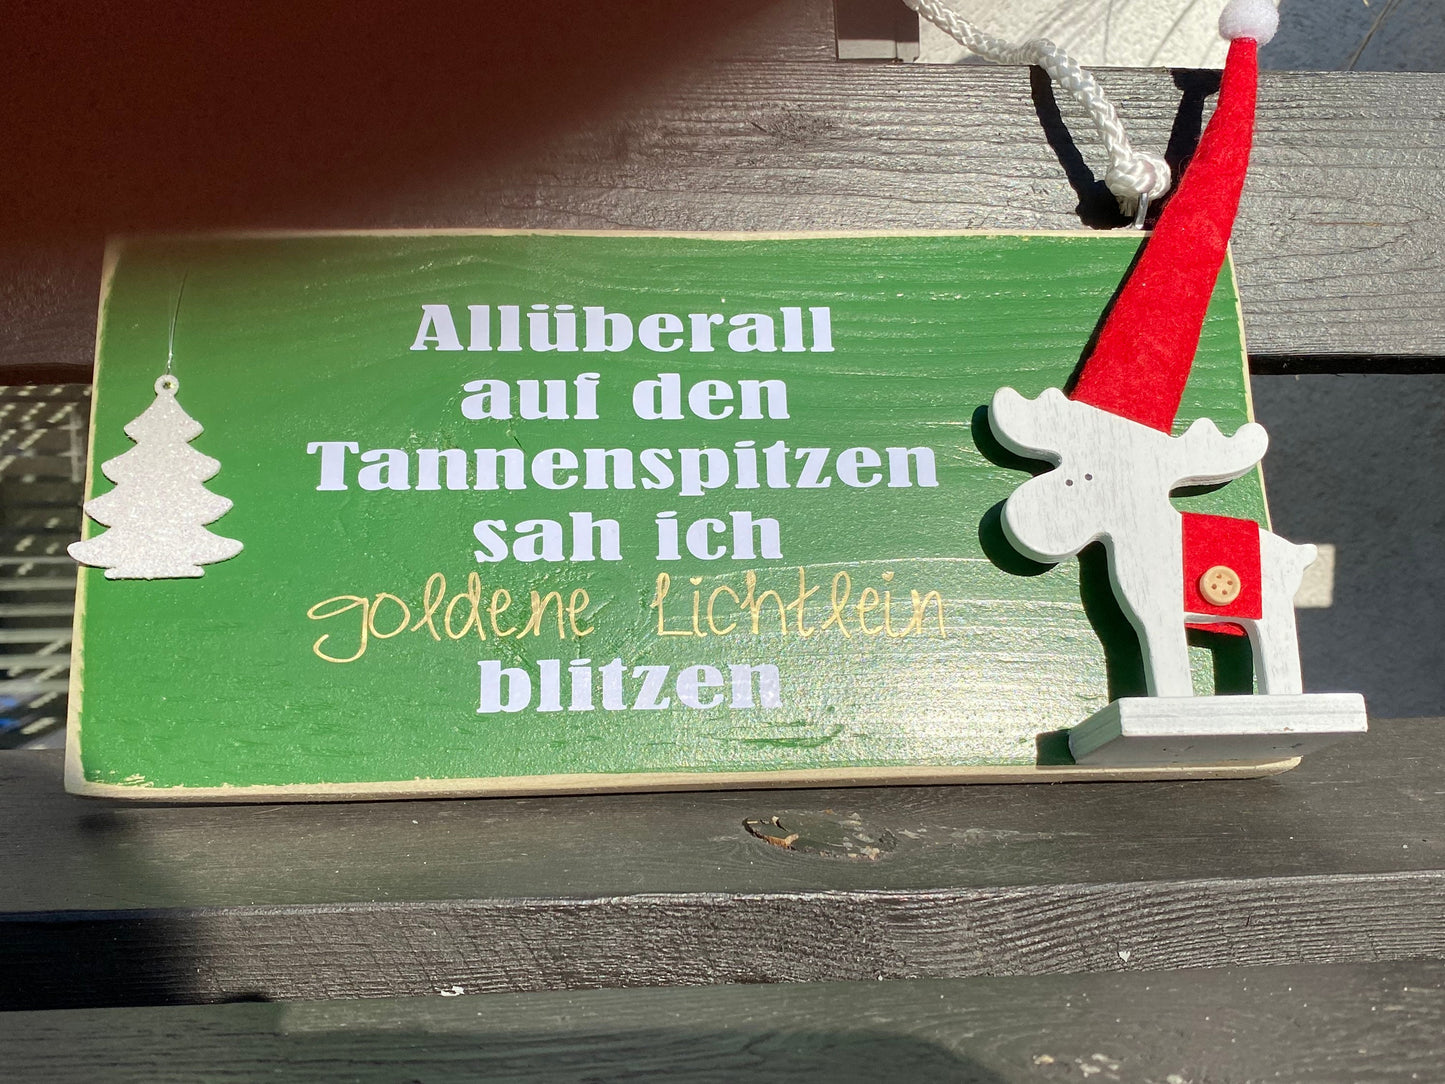 Allüberall
auf den
Tannenspitzen
sah ich
goldene Lichtlein
blitzen